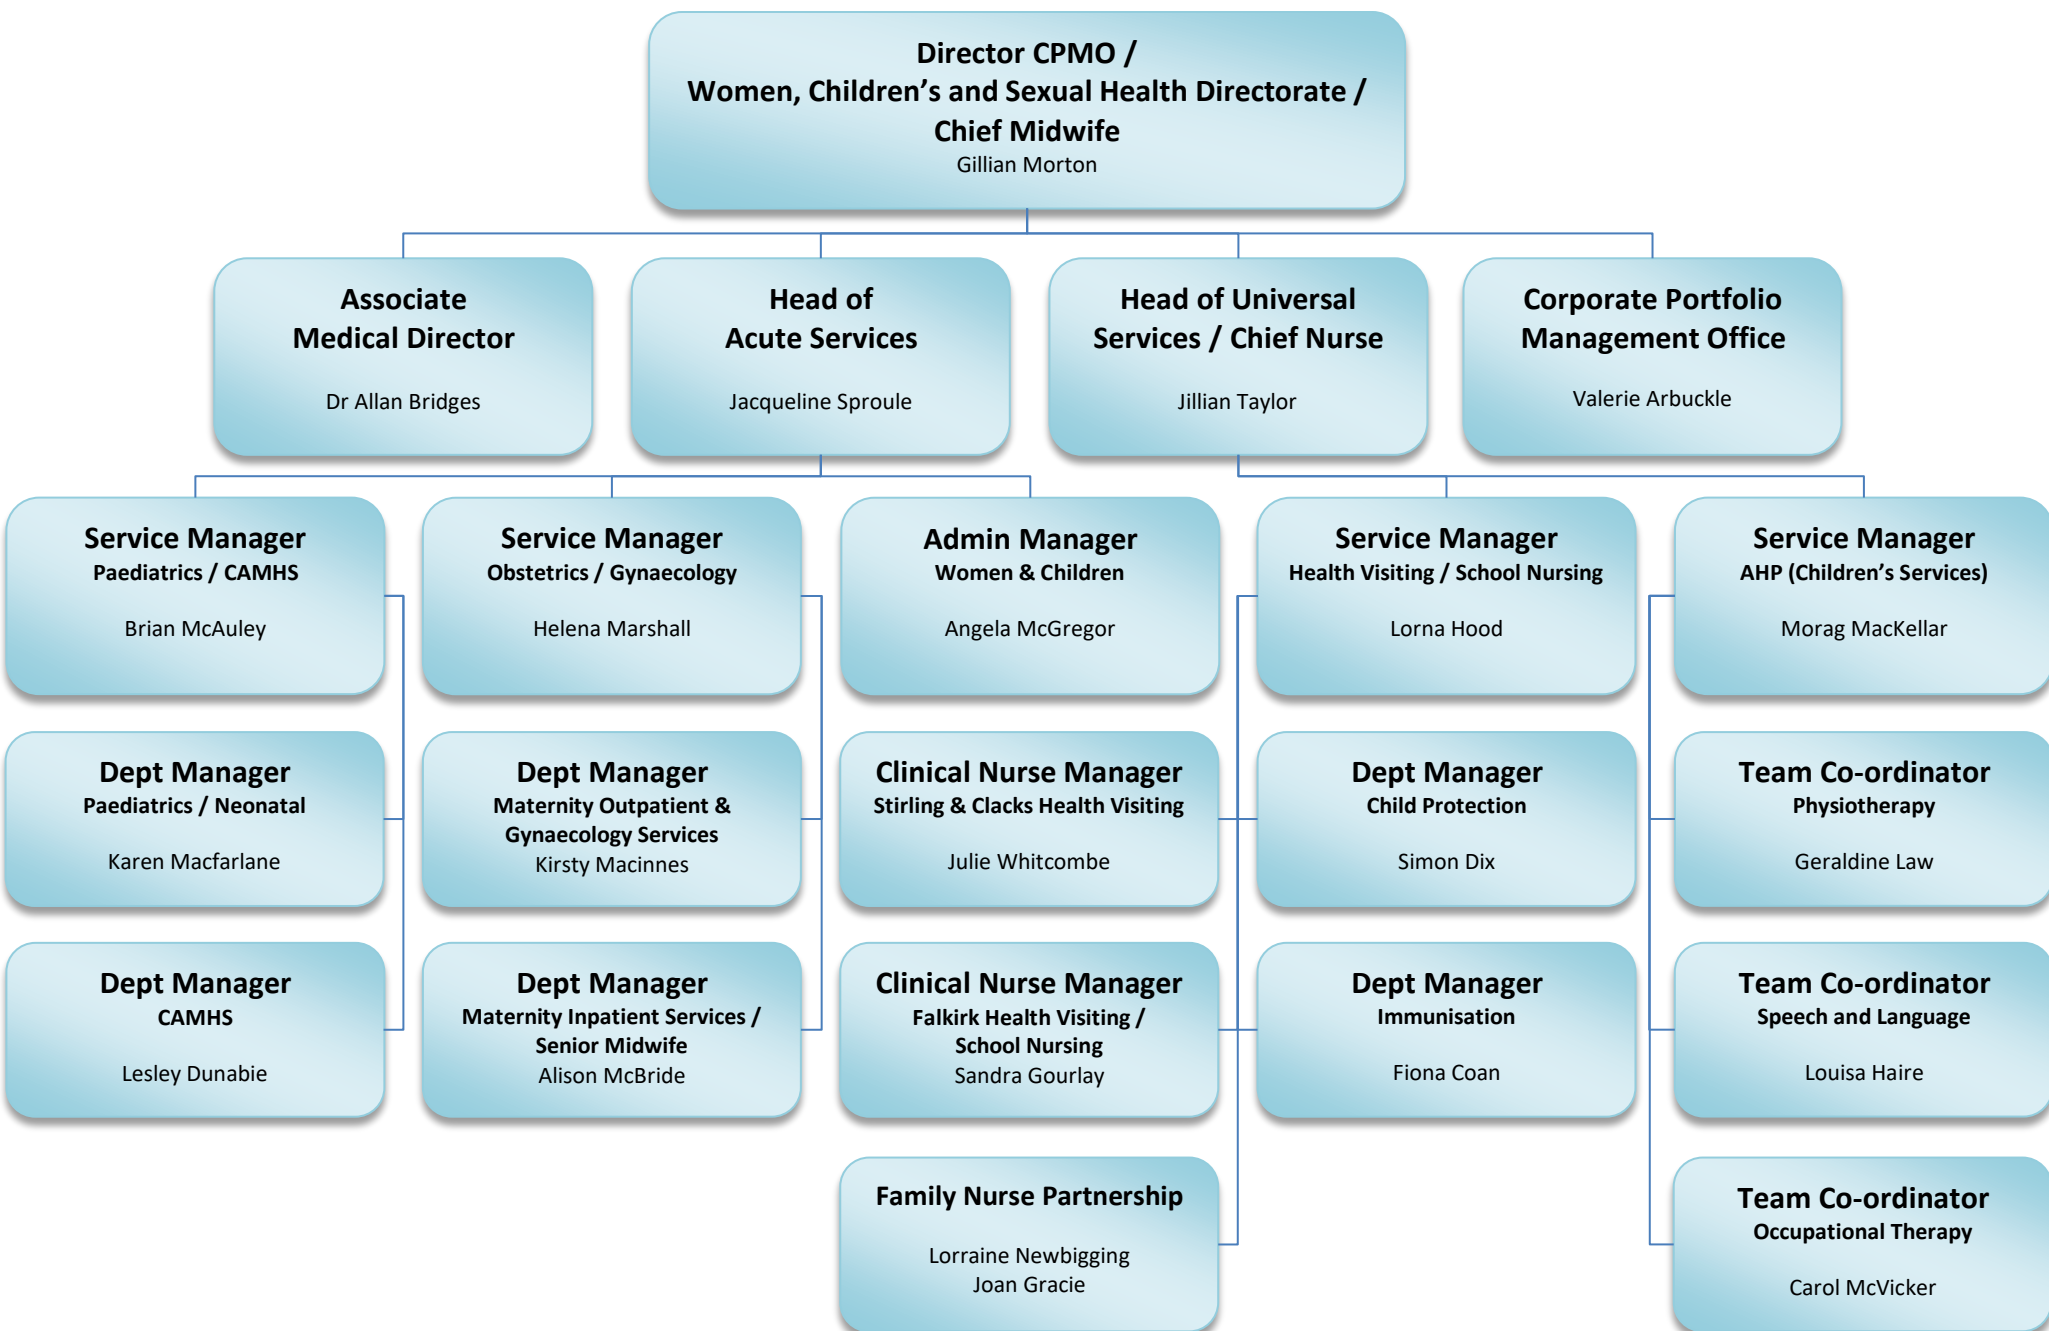 Director CPMO /
Women, Children’s and Sexual Health Directorate /
Chief Midwife
Gillian Morton
Associate
Medical Director
Dr Allan Bridges
Head of
Acute Services
Jacqueline Sproule
Head of Universal
Services / Chief Nurse
Jillian Taylor
Corporate Portfolio
Management Office
Valerie Arbuckle
Service Manager
Paediatrics / CAMHS
Brian McAuley
Service Manager
Obstetrics / Gynaecology
Helena Marshall
Admin Manager
Women & Children
Angela McGregor
Service Manager
Health Visiting / School Nursing
Lorna Hood
Service Manager
AHP (Children’s Services)
Morag MacKellar
Dept Manager
Paediatrics / Neonatal
Karen Macfarlane
Dept Manager
Maternity Outpatient &
Gynaecology Services
Kirsty Macinnes
Clinical Nurse Manager
Stirling & Clacks Health Visiting
Julie Whitcombe
Dept Manager
Child Protection
Simon Dix
Team Co-ordinator
Physiotherapy
Geraldine Law
Dept Manager
CAMHS
Lesley Dunabie
Dept Manager
Maternity Inpatient Services /
Senior Midwife
Alison McBride
Clinical Nurse Manager
Falkirk Health Visiting /
School Nursing
Sandra Gourlay
Dept Manager
Immunisation
Fiona Coan
Team Co-ordinator
Speech and Language
Louisa Haire
Family Nurse Partnership
Lorraine Newbigging
Joan Gracie
Team Co-ordinator
Occupational Therapy
Carol McVicker